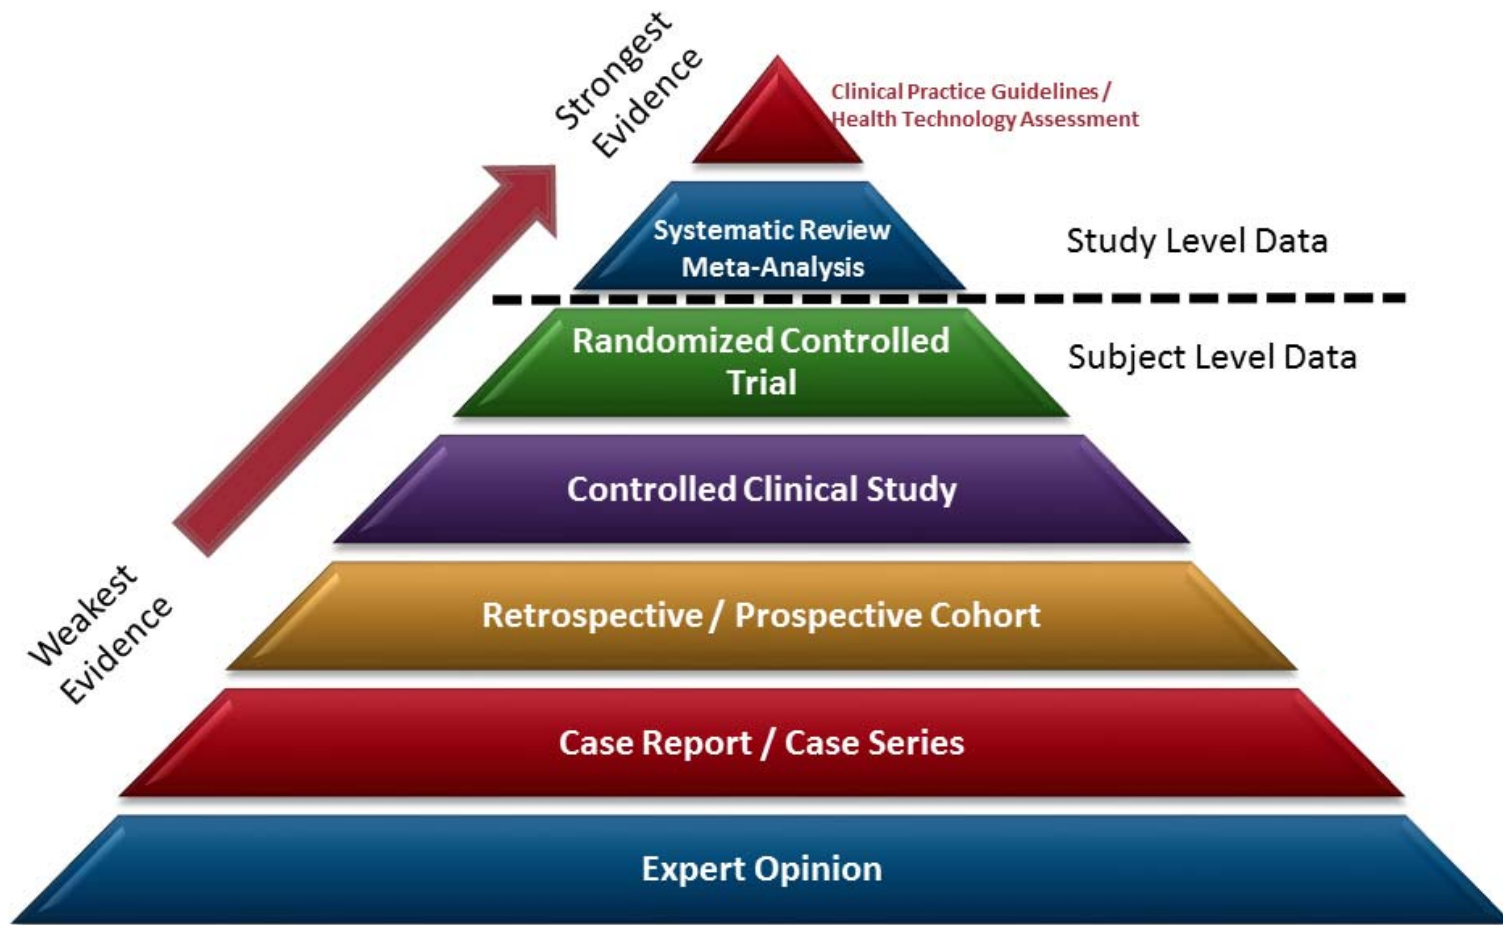 Strongest
Evidence
Clinical Practice Guidelines /
Health Technology Assessment
Systematic Review
Meta-Analysis
Study Level Data
Randomized Controlled
Trial
Subject Level Data
Controlled Clinical Study
Weakest
Evidence
Retrospective / Prospective Cohort
Case Report / Case Series
Expert Opinion